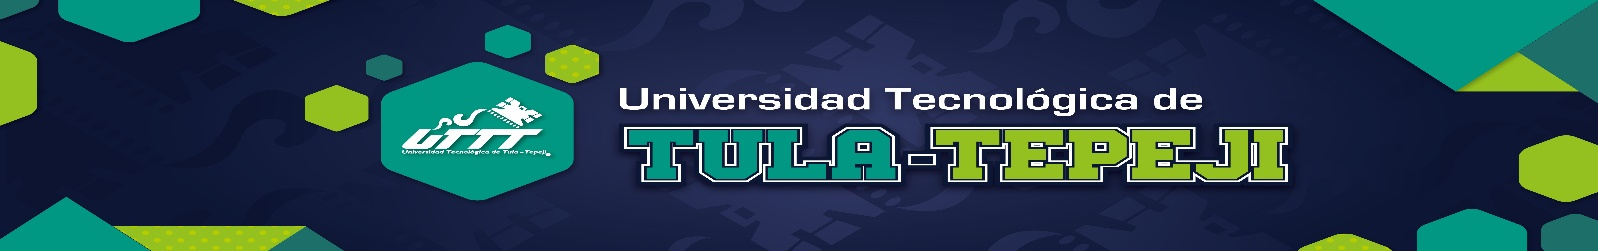 UTTT
Universidad Tecnológica de Tula-Tepeji®
Universidad Tecnológica de
TULA-TEPEJI